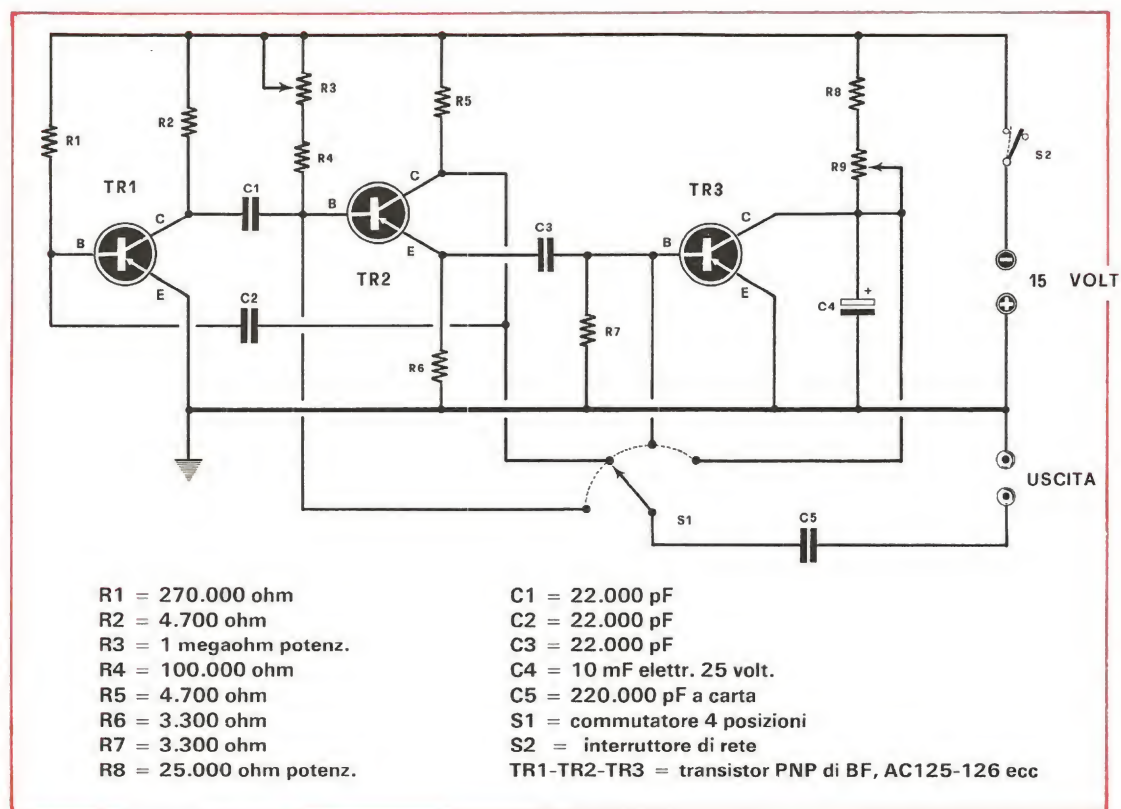 R1
R2
R3
R4
R5
R8
R9
S2
TR1
TR2
TR3
C1
C2
C3
C4
+
B
C
E
B
C
E
B
C
E
R6
R7
15 VOLT
USCITA
S1
C5
R1 = 270.000 ohm
R2 = 4.700 ohm
R3 = 1 megaohm potenz.
R4 = 100.000 ohm
R5 = 4.700 ohm
R6 = 3.300 ohm
R7 = 3.300 ohm
R8 = 25.000 ohm potenz.
C1 = 22.000 pF
C2 = 22.000 pF
C3 = 22.000 pF
C4 = 10 mF elettr. 25 volt.
C5 = 220.000 pF a carta
S1 = commutatore 4 posizioni
S2 = interruttore di rete
TR1-TR2-TR3 = transistor PNP di BF, AC125-126 ecc